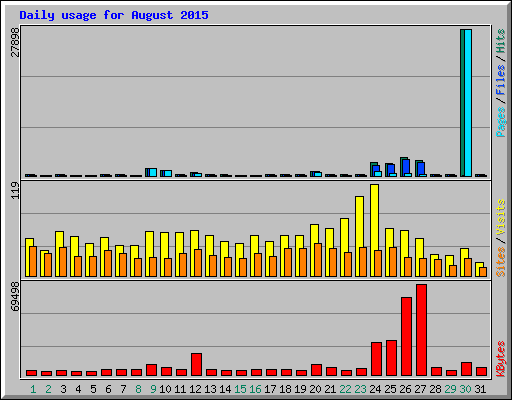 Daily usage for August 2015
27898
Pages / Files / Hits
119
Sites / Visits
69498
KBytes
1 2 3 4 5 6 7 8 9 10 11 12 13 14 15 16 17 18 19 20 21 22 23 24 25 26 27 28 29 30 31